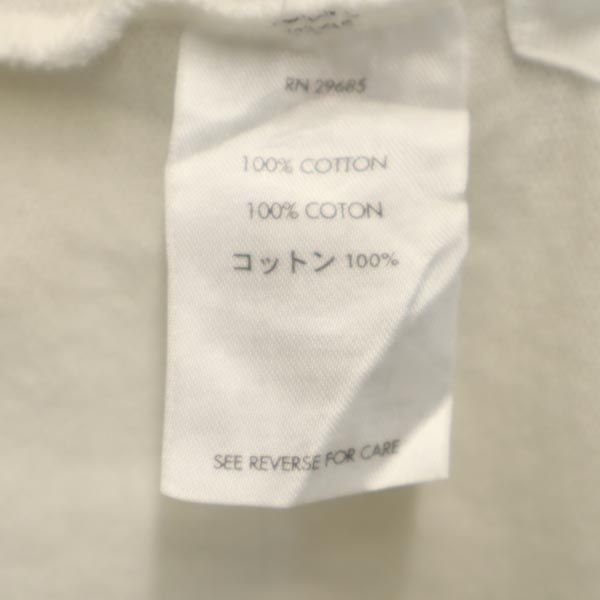 RN 29685
100% COTTON
100% COTON
コットン 100%
SEE REVERSE FOR CARE